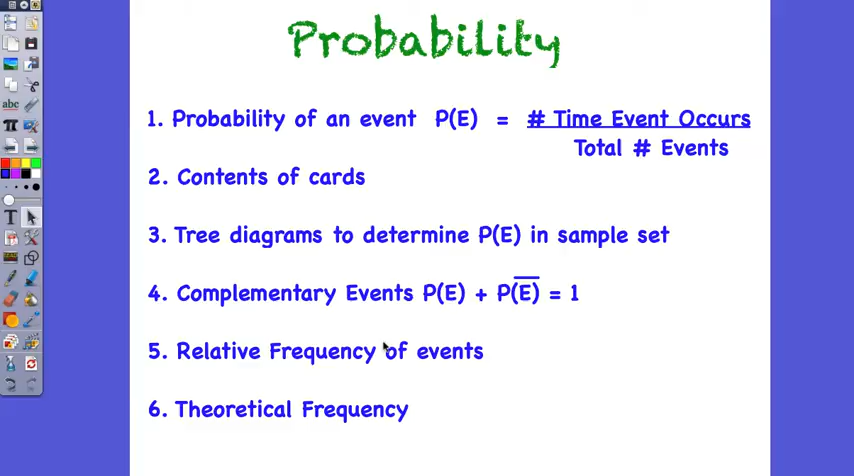 Probability
1. Probability of an event P(E) = # Time Event Occurs
Total # Events
2. Contents of cards
3. Tree diagrams to determine P(E) in sample set
4. Complementary Events P(E) + P(E̅) = 1
5. Relative Frequency of events
6. Theoretical Frequency
abc
π
T